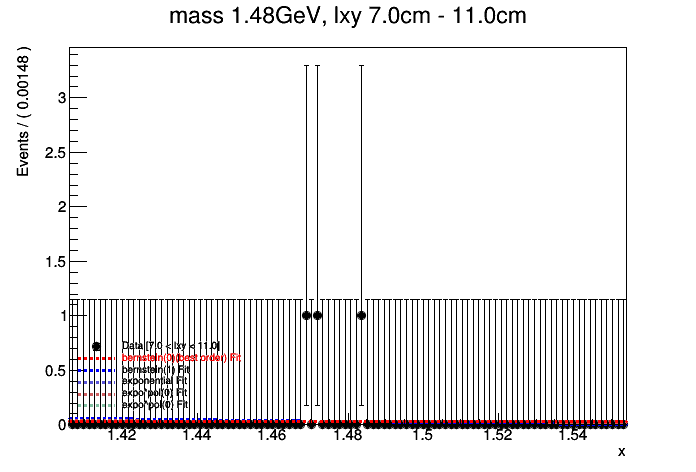 mass 1.48GeV, lxy 7.0cm - 11.0cm
Events / ( 0.00148 )
3
2.5
2
1.5
1
0.5
0
Data [7.0 < lxy < 11.0]
bernstein(0)(best order) Fit
bernstein(1) Fit
exponential Fit
expo*pol(0) Fit
expo*pol(0) Fit
1.42 1.44 1.46 1.48 1.5 1.52 1.54
x